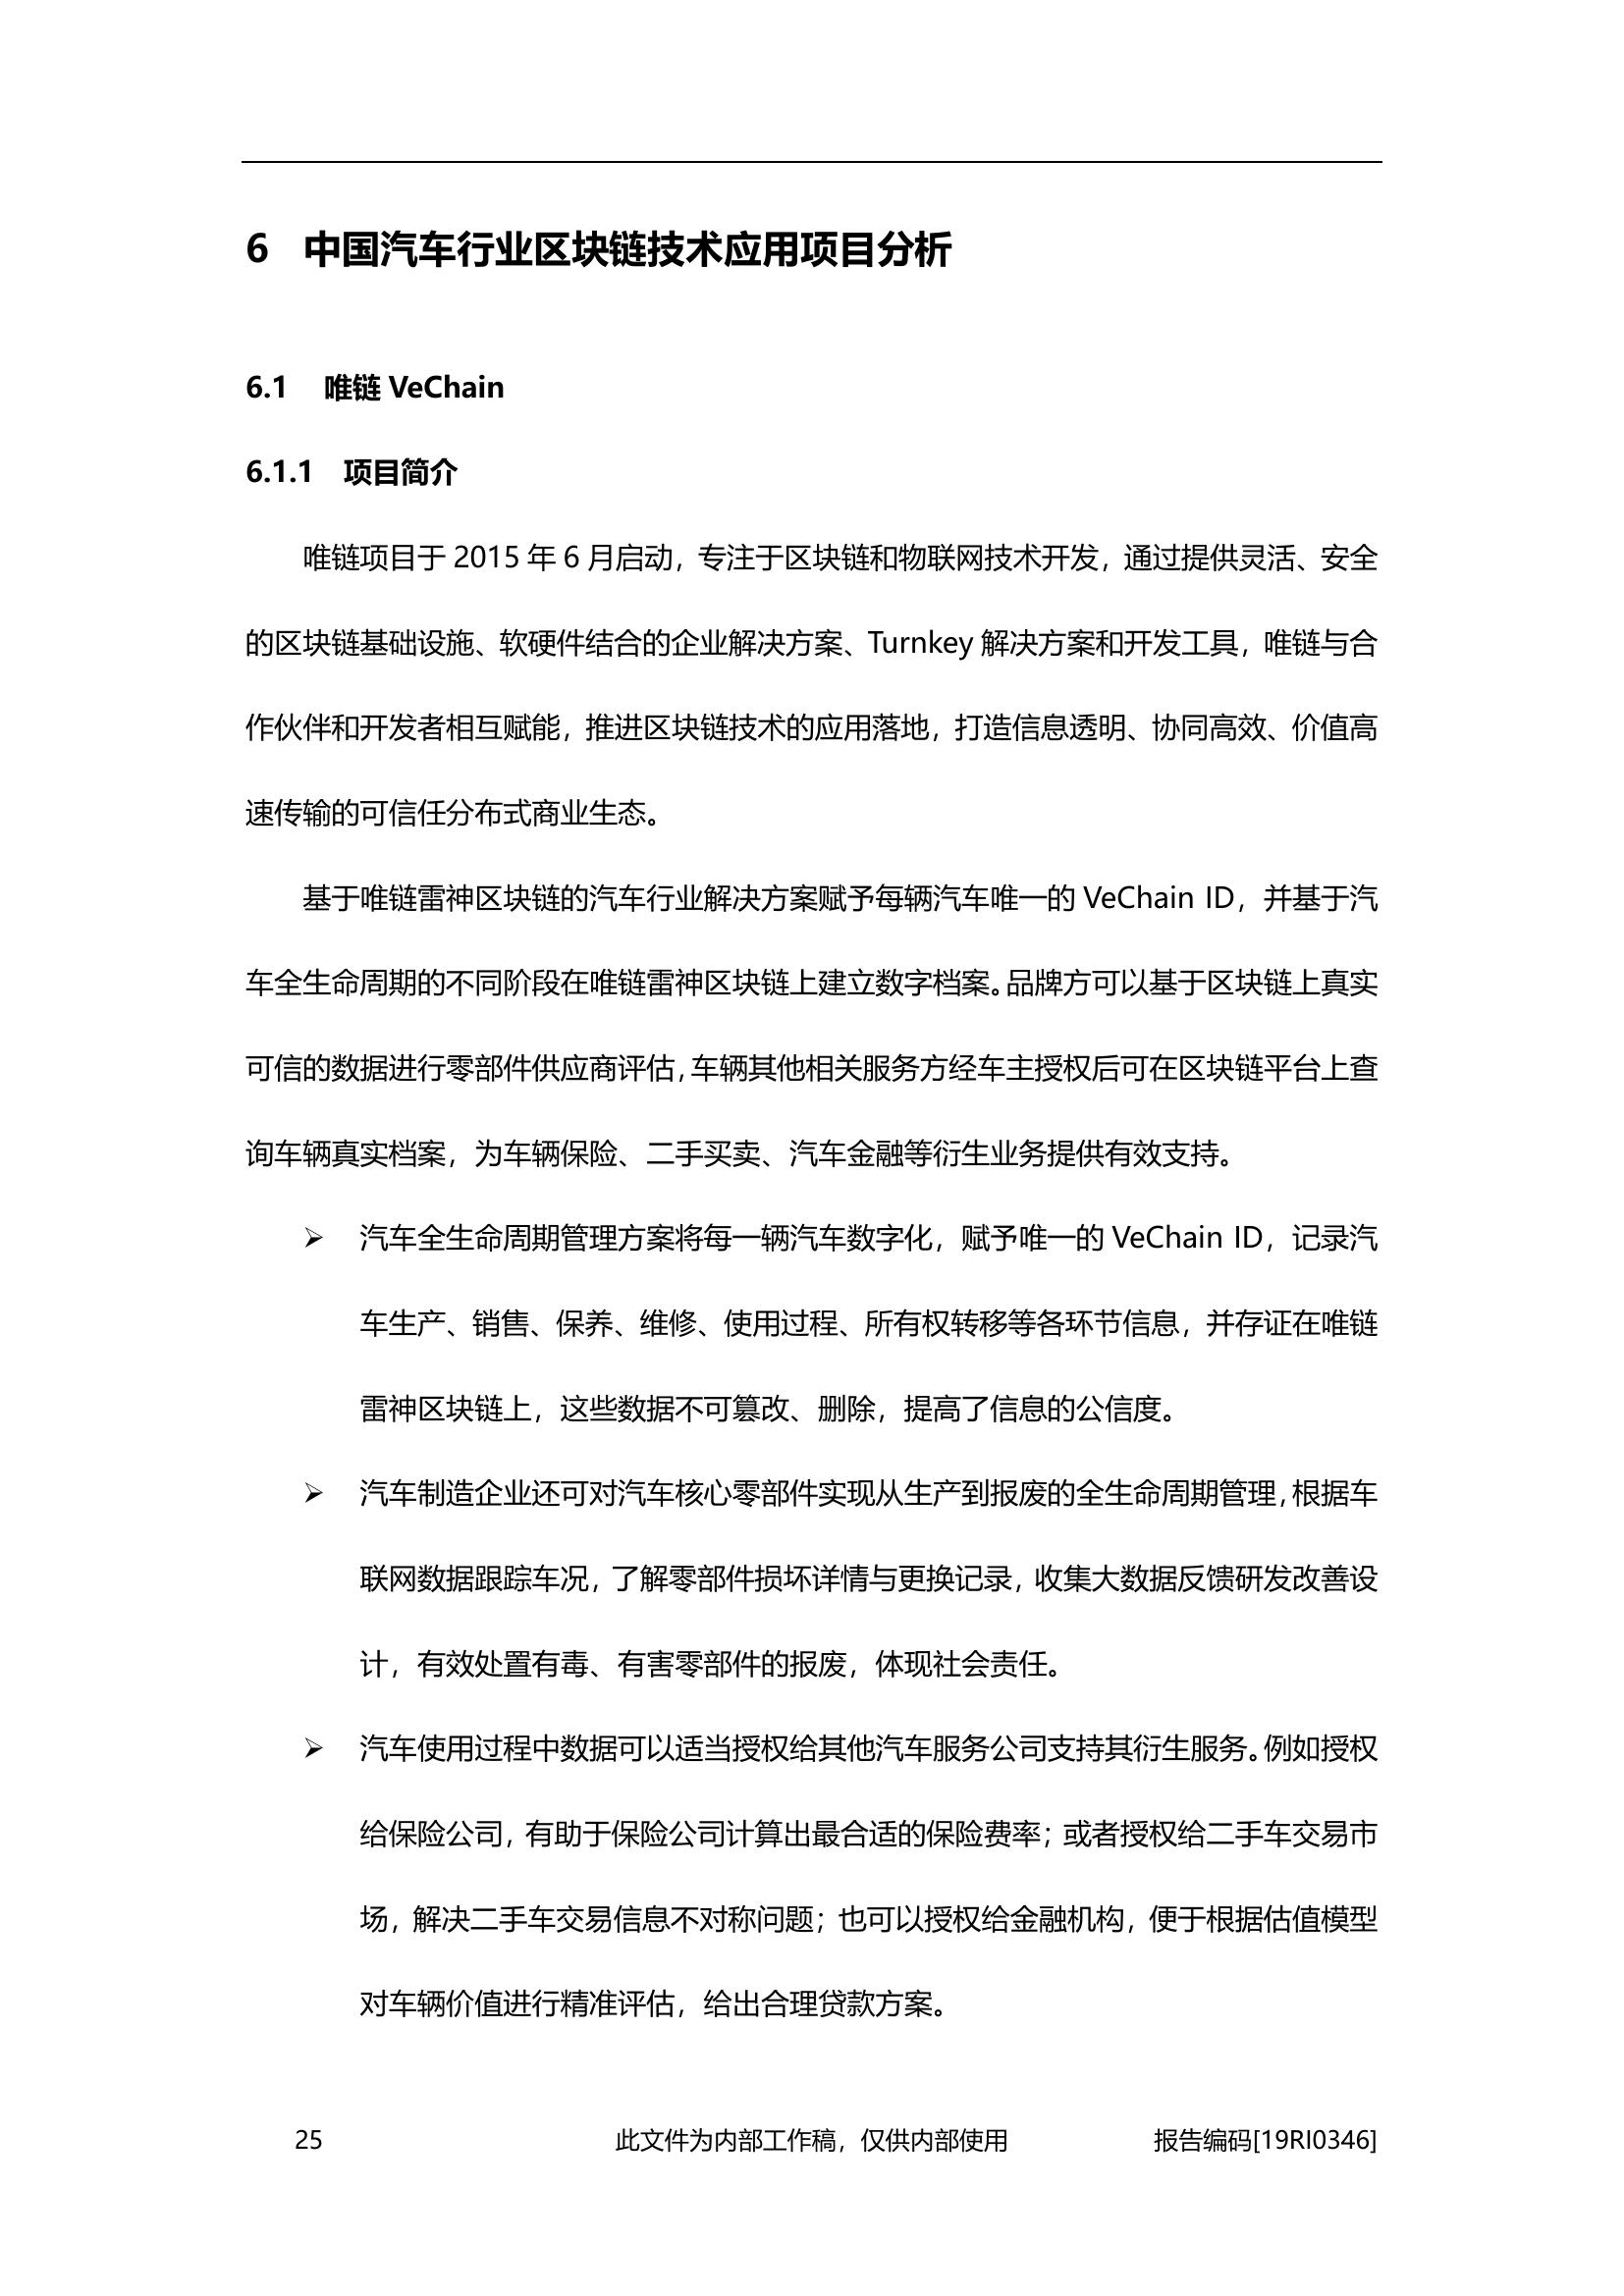 6 中国汽车行业区块链技术应用项目分析
6.1 唯链 VeChain
6.1.1 项目简介
唯链项目于 2015 年 6 月启动，专注于区块链和物联网技术开发，通过提供灵活、安全
的区块链基础设施、软硬件结合的企业解决方案、Turnkey 解决方案和开发工具，唯链与合
作伙伴和开发者相互赋能，推进区块链技术的应用落地，打造信息透明、协同高效、价值高
速传输的可信任分布式商业生态。
基于唯链雷神区块链的汽车行业解决方案赋予每辆汽车唯一的 VeChain ID，并基于汽
车全生命周期的不同阶段在唯链雷神区块链上建立数字档案。品牌方可以基于区块链上真实
可信的数据进行零部件供应商评估，车辆其他相关服务方经车主授权后可在区块链平台上查
询车辆真实档案，为车辆保险、二手买卖、汽车金融等衍生业务提供有效支持。
➢ 汽车全生命周期管理方案将每一辆汽车数字化，赋予唯一的 VeChain ID，记录汽
车生产、销售、保养、维修、使用过程、所有权转移等各环节信息，并存证在唯链
雷神区块链上，这些数据不可篡改、删除，提高了信息的公信度。
➢ 汽车制造企业还可对汽车核心零部件实现从生产到报废的全生命周期管理，根据车
联网数据跟踪车况，了解零部件损坏详情与更换记录，收集大数据反馈研发改善设
计，有效处置有毒、有害零部件的报废，体现社会责任。
➢ 汽车使用过程中数据可以适当授权给其他汽车服务公司支持其衍生服务。例如授权
给保险公司，有助于保险公司计算出最合适的保险费率；或者授权给二手车交易市
场，解决二手车交易信息不对称问题；也可以授权给金融机构，便于根据估值模型
对车辆价值进行精准评估，给出合理贷款方案。
25 此文件为内部工作稿，仅供内部使用 报告编码[19RI0346]